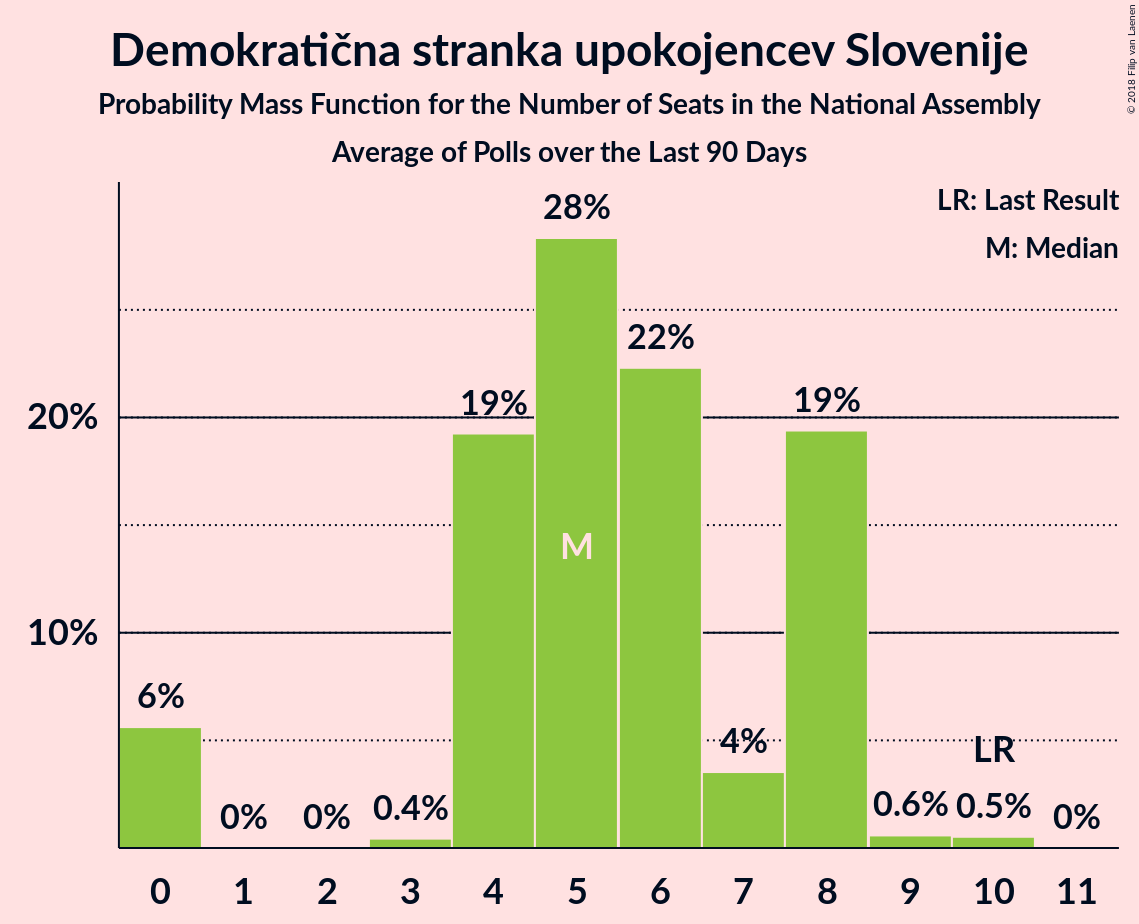 Demokratična stranka upokojencev Slovenije
Probability Mass Function for the Number of Seats in the National Assembly
Average of Polls over the Last 90 Days
© 2018 Filip van Laenen
LR: Last Result
M: Median
28%
22%
19%
19%
20%
M
10%
6%
4%
LR
0%
0%
0.4%
0.6%
0.5%
0%
0 1 2 3 4 5 6 7 8 9 10 11